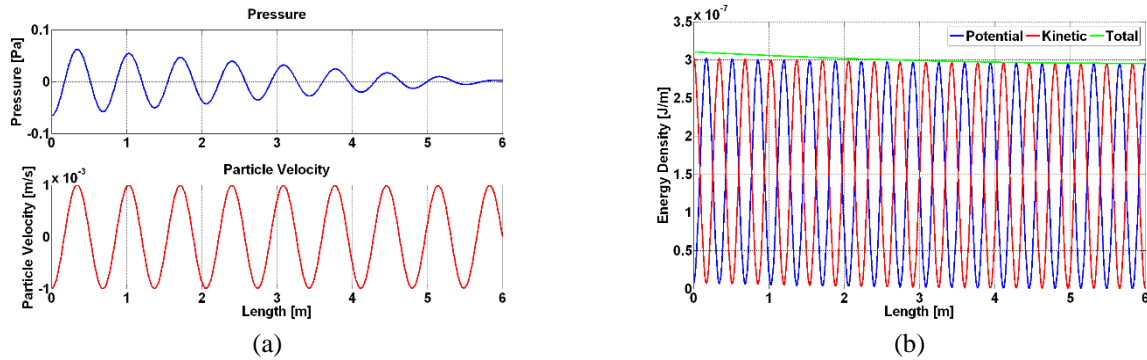 Pressure
Pressure [Pa]
0.1
0
-0.1
0 1 2 3 4 5 6
Particle Velocity
Particle Velocity [m/s]
x 10^-3
1
0
-1
0 1 2 3 4 5 6
Length [m]
(a)
x 10^-7
Energy Density [J/m]
3.5
3
2.5
2
1.5
1
0.5
0
Potential Kinetic Total
0 1 2 3 4 5 6
Length [m]
(b)